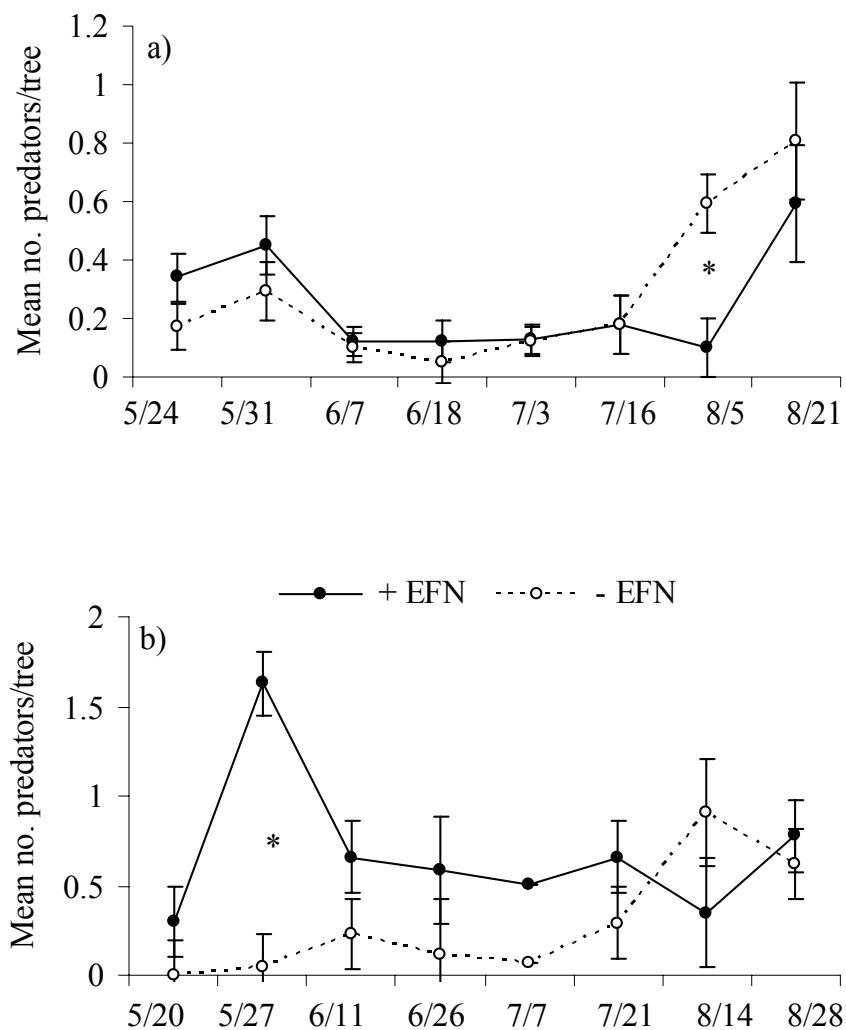 1.2
a)
1
0.8
0.6
*
0.4
0.2
0
Mean no. predators/tree
5/24 5/31 6/7 6/18 7/3 7/16 8/5 8/21
+ EFN - EFN
2
b)
1.5
1
*
0.5
0
Mean no. predators/tree
5/20 5/27 6/11 6/26 7/7 7/21 8/14 8/28